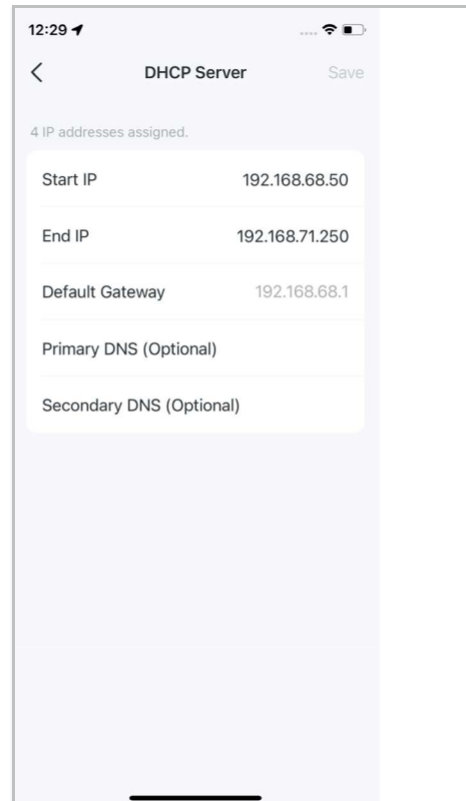 12:29
DHCP Server Save
4 IP addresses assigned.
Start IP 192.168.68.50
End IP 192.168.71.250
Default Gateway 192.168.68.1
Primary DNS (Optional)
Secondary DNS (Optional)